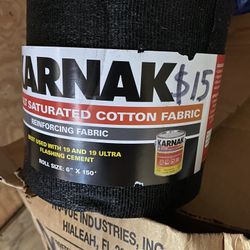 KARNAK
$15
SATURATED COTTON FABRIC
REINFORCING FABRIC
BEST USED WITH 19 AND 19 ULTRA
FLASHING CEMENT
ROLL SIZE: 6" X 150'
INDUSTRIES, INC
HIALEAH, FL